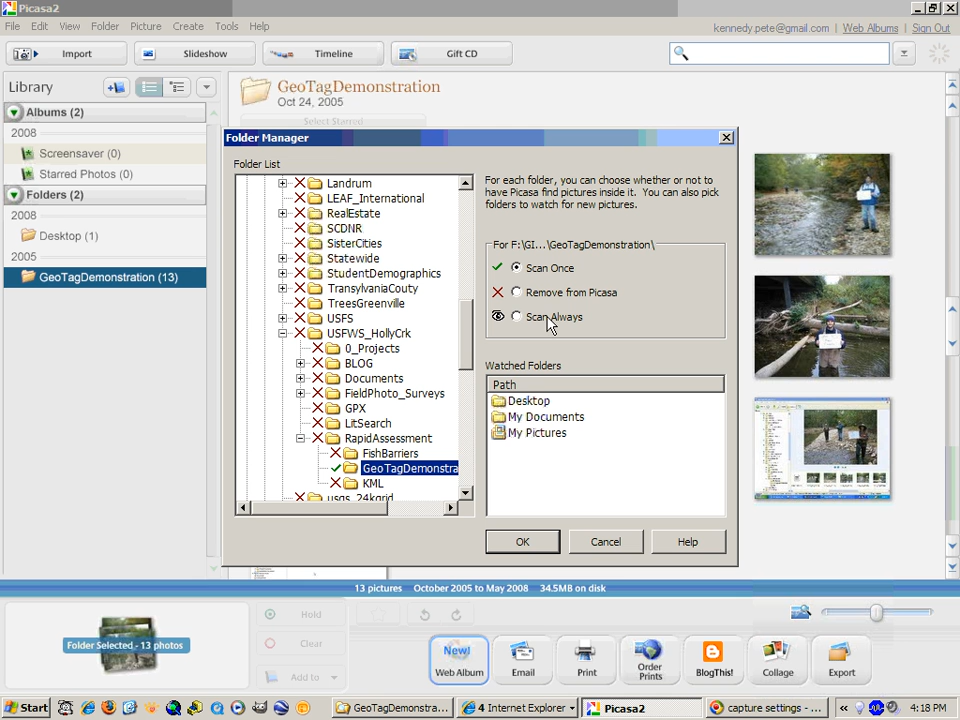 Picasa2
File Edit View Folder Picture Create Tools Help
kennedy.pete@gmail.com Web Albums Sign Out
Import Slideshow Timeline Gift CD
Library
Albums (2)
2008
Screensaver (0)
Starred Photos (0)
Folders (2)
2008
Desktop (1)
2005
GeoTagDemonstration (13)
GeoTagDemonstration
Oct 24, 2005
Select Starred
Folder Manager
Folder List
Landrum
LEAF_International
RealEstate
SCDNR
SisterCities
Statewide
StudentDemographics
TransylvaniaCouty
TreesGreenville
USFS
USFWS_HollyCrk
0_Projects
BLOG
Documents
FieldPhoto_Surveys
GPX
LitSearch
RapidAssessment
FishBarriers
GeoTagDemonstra
KML
usgs_24kgrid
For each folder, you can choose whether or not to
have Picasa find pictures inside it. You can also pick
folders to watch for new pictures.
For F:\GI...\GeoTagDemonstration\
Scan Once
Remove from Picasa
Scan Always
Watched Folders
Path
Desktop
My Documents
My Pictures
OK Cancel Help
13 pictures October 2005 to May 2008 34.5MB on disk
Folder Selected - 13 photos
Hold
Clear
Add to
New!
Web Album
Email
Print
Order
Prints
BlogThis!
Collage
Export
Start GeoTagDemonstra... 4 Internet Explorer Picasa2 capture settings - ... 4:18 PM